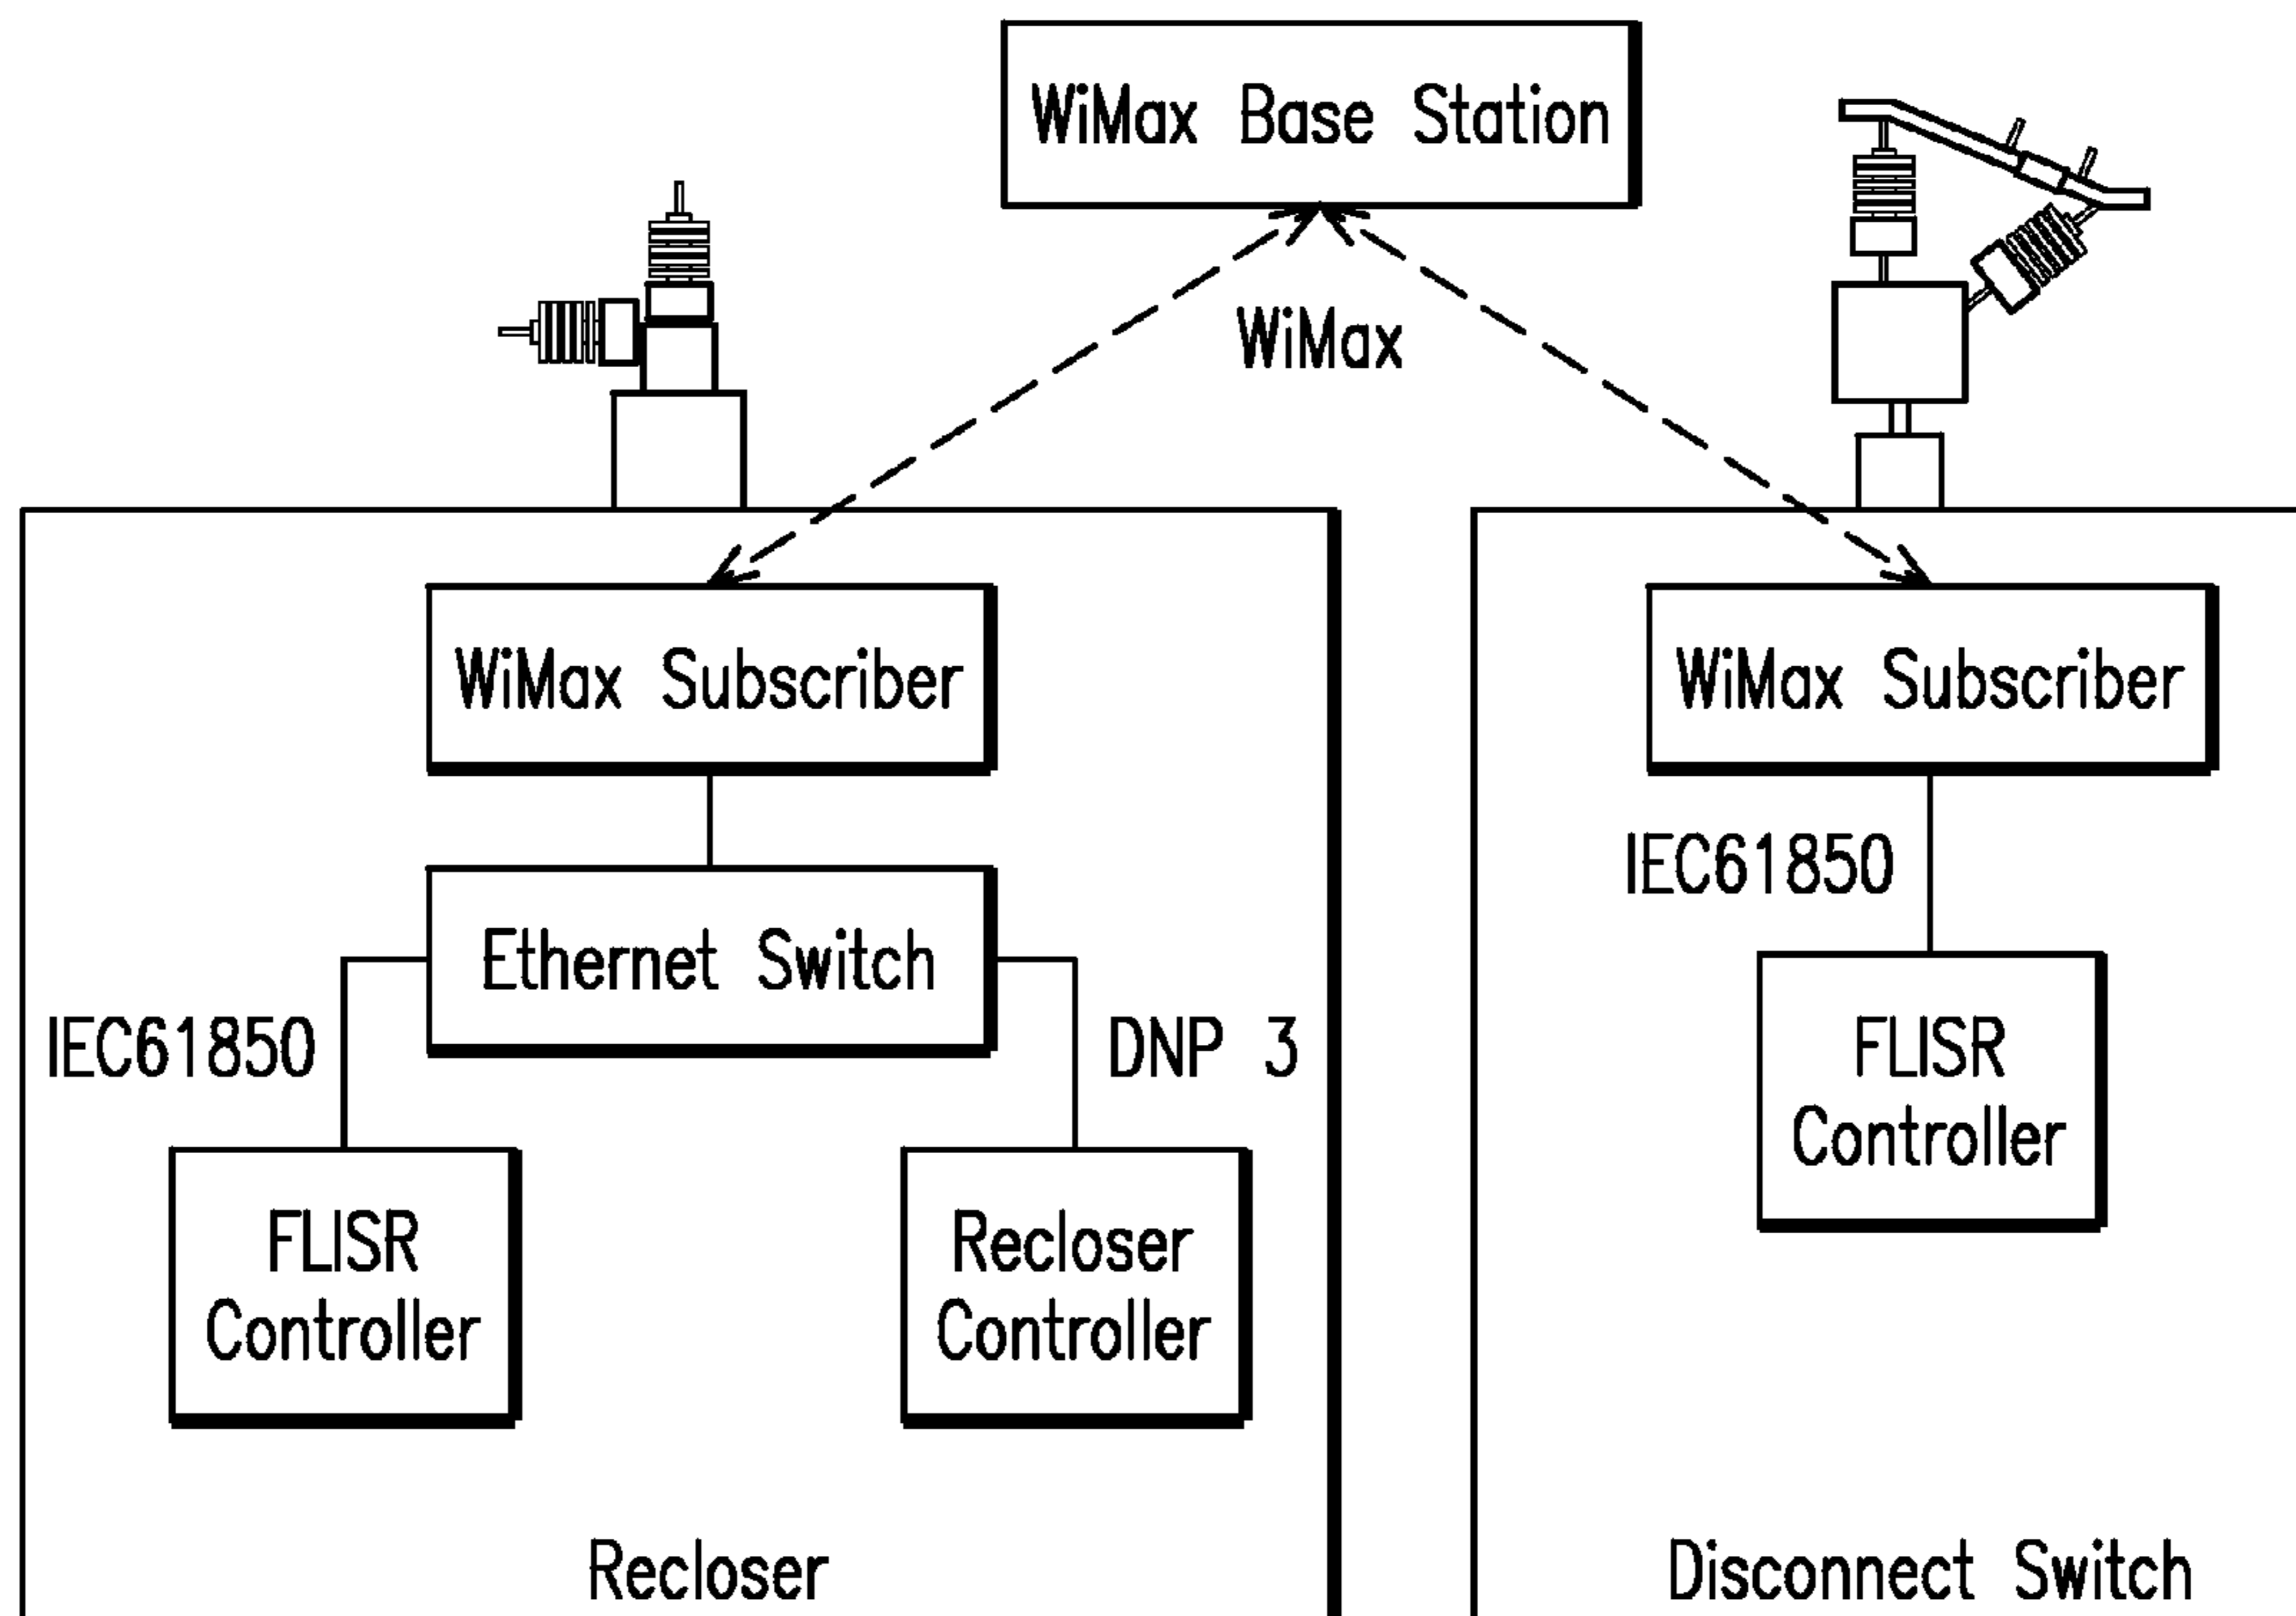 WiMax Base Station
WiMax
WiMax Subscriber
Ethernet Switch
IEC61850
DNP 3
FLISR
Controller
Recloser
Controller
Recloser
WiMax Subscriber
IEC61850
FLISR
Controller
Disconnect Switch